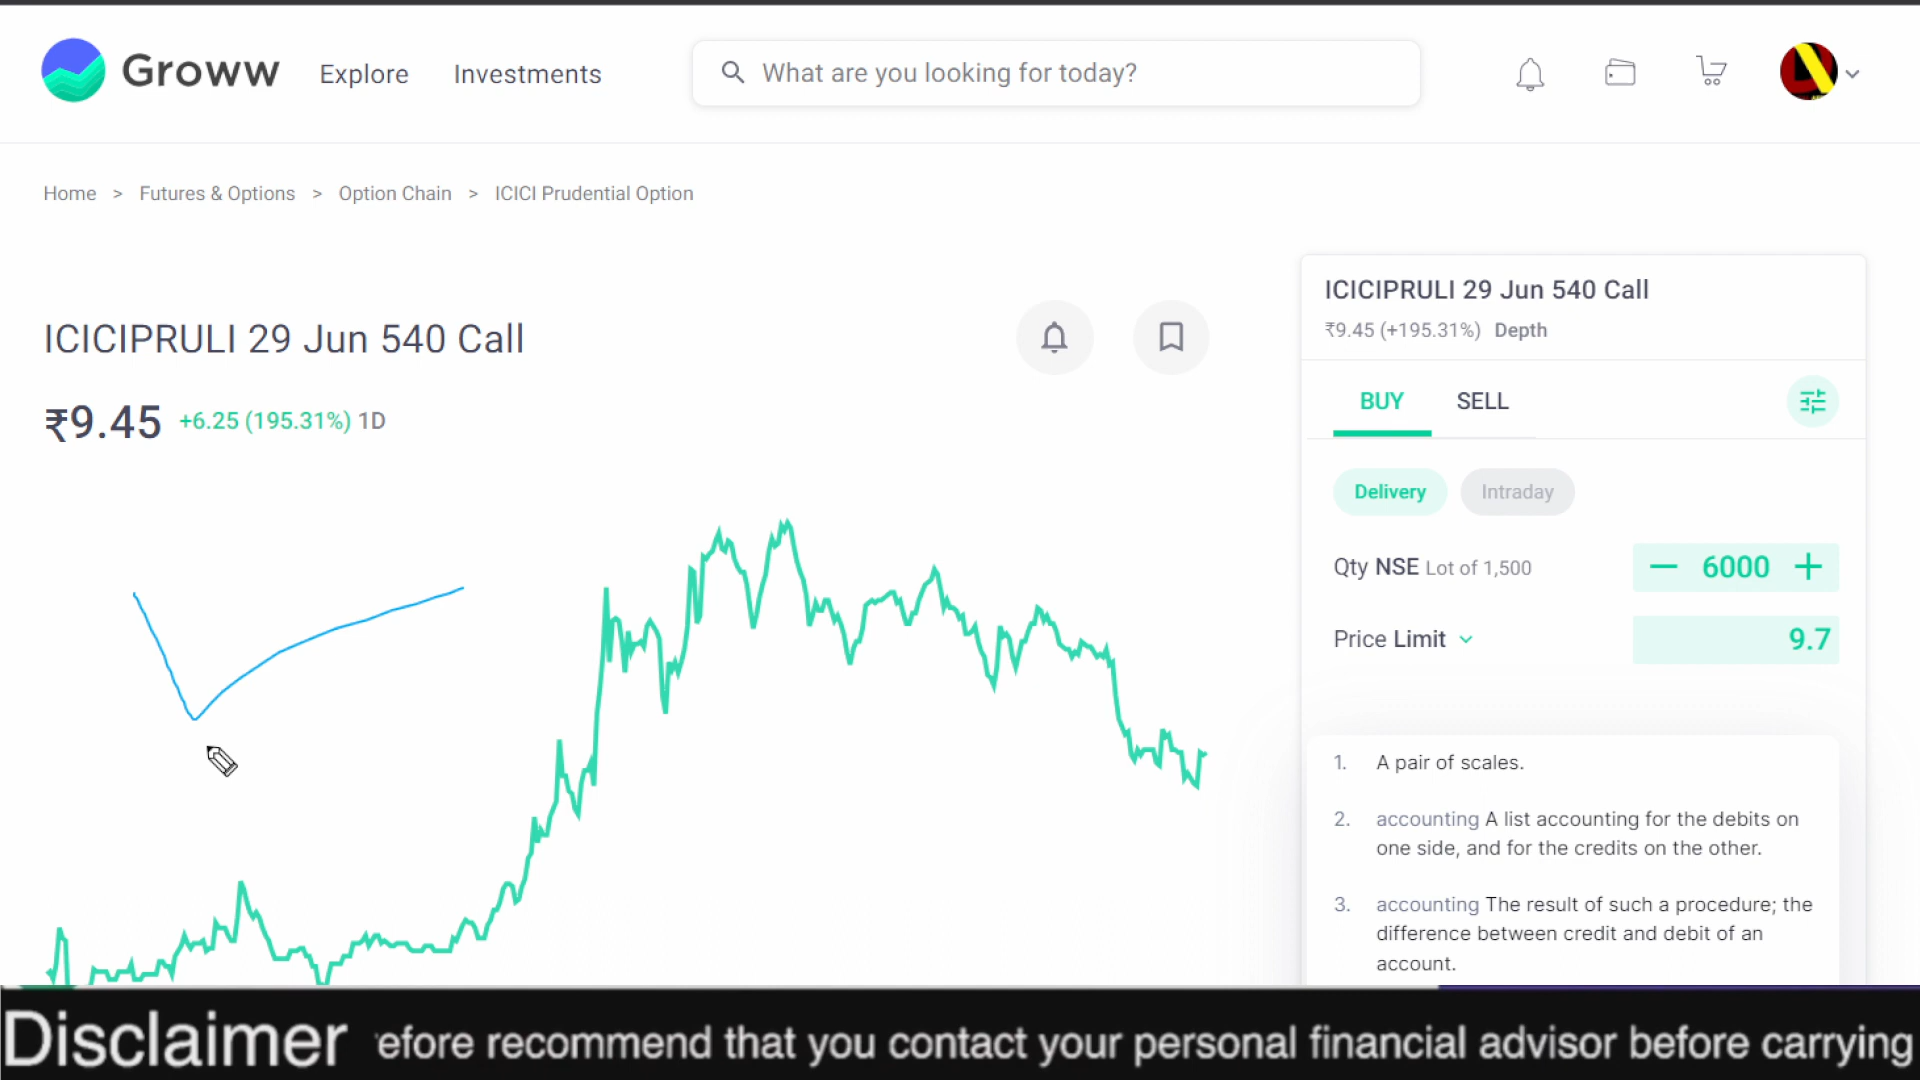 Groww Explore Investments What are you looking for today?
Home > Futures & Options > Option Chain > ICICI Prudential Option
ICICIPRULI 29 Jun 540 Call
₹9.45 +6.25 (195.31%) 1D
ICICIPRULI 29 Jun 540 Call
₹9.45 (+195.31%) Depth
BUY SELL
Delivery Intraday
Qty NSE Lot of 1,500 − 6000 +
Price Limit 9.7
1. A pair of scales.
2. accounting A list accounting for the debits on
one side, and for the credits on the other.
3. accounting The result of such a procedure; the
difference between credit and debit of an
account.
Disclaimer efore recommend that you contact your personal financial advisor before carrying